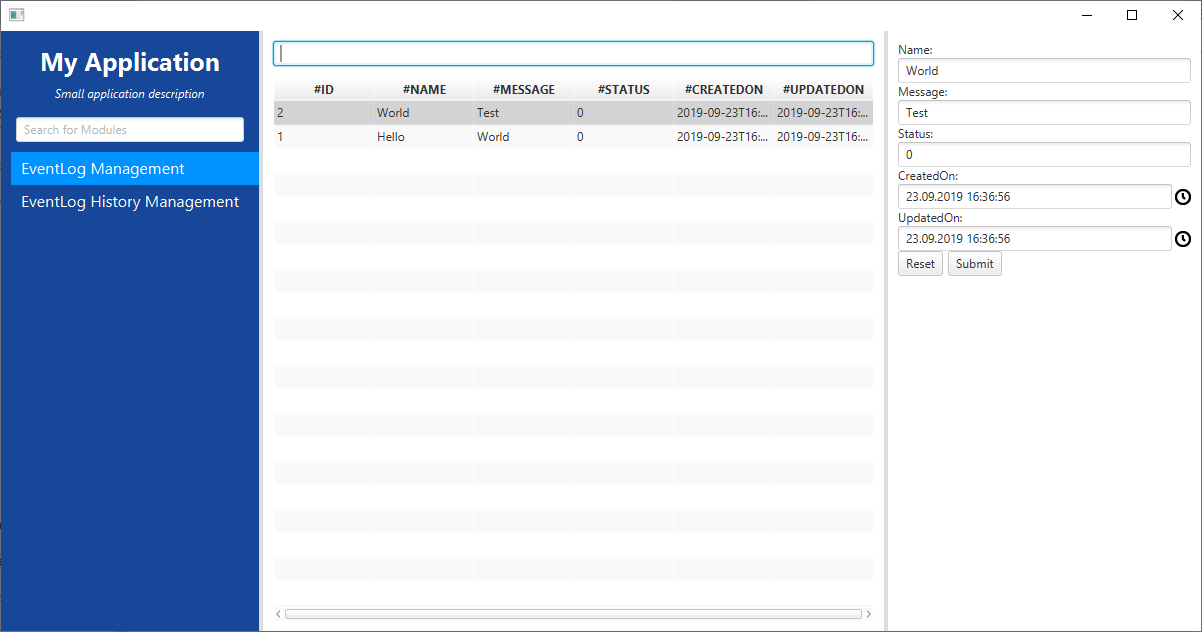 My Application
Small application description
Search for Modules
EventLog Management
EventLog History Management
#ID #NAME #MESSAGE #STATUS #CREATEDON #UPDATEDON
2 World Test 0 2019-09-23T16:... 2019-09-23T16:...
1 Hello World 0 2019-09-23T16:... 2019-09-23T16:...
Name:
World
Message:
Test
Status:
0
CreatedOn:
23.09.2019 16:36:56
UpdatedOn:
23.09.2019 16:36:56
Reset Submit